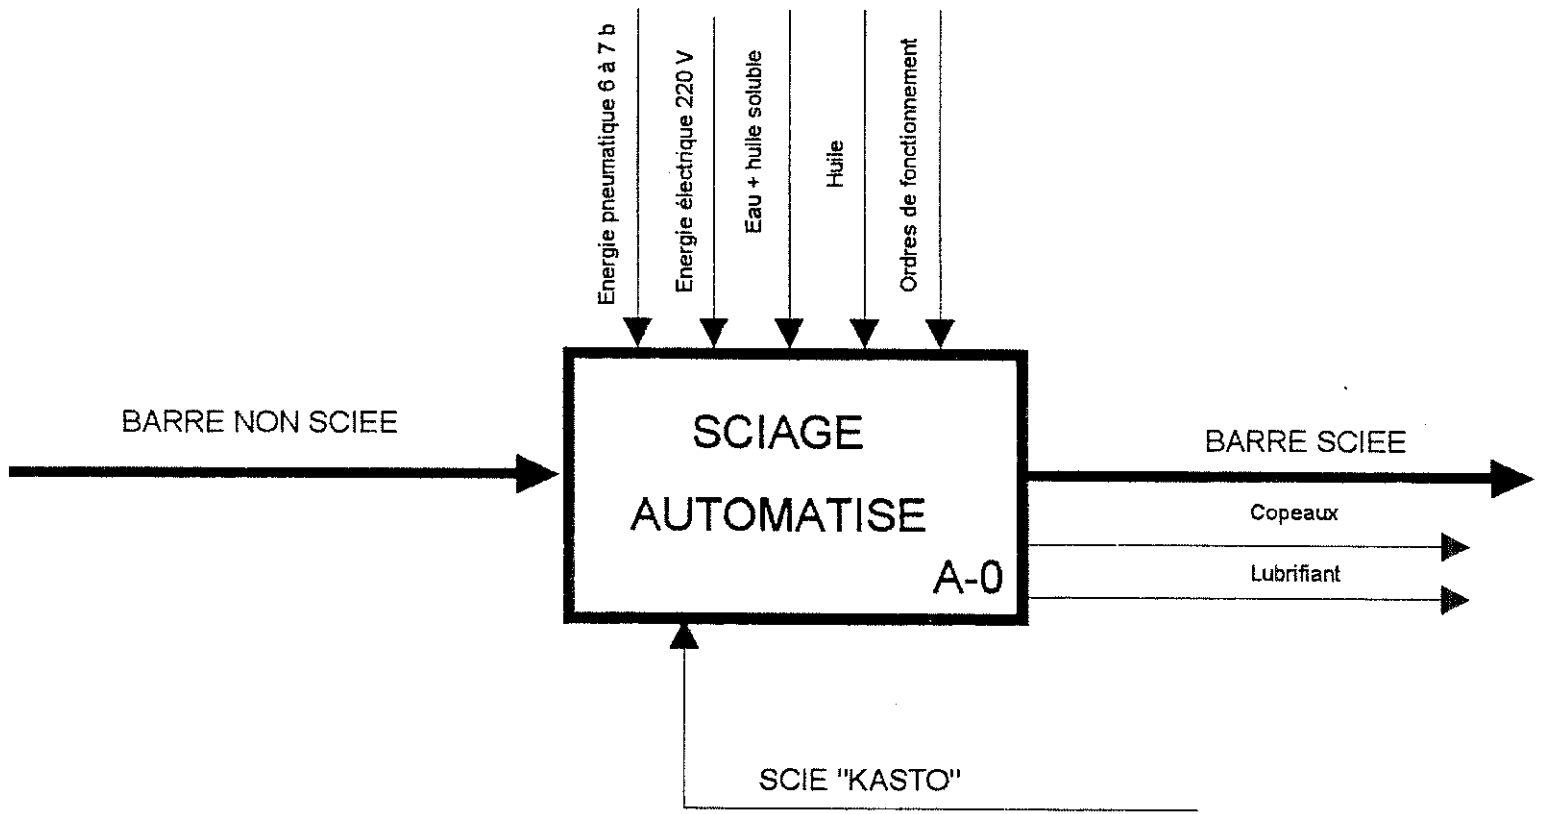 Energie pneumatique 6 à 7 b
Energie électrique 220 V
Eau + huile soluble
Huile
Ordres de fonctionnement
BARRE NON SCIEE
SCIAGE
AUTOMATISE
A-0
BARRE SCIEE
Copeaux
Lubrifiant
SCIE "KASTO"